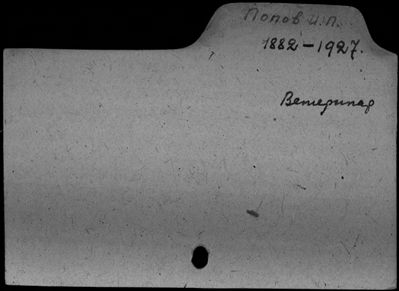 Попов И.П.
1882-1927.
Ветеринар